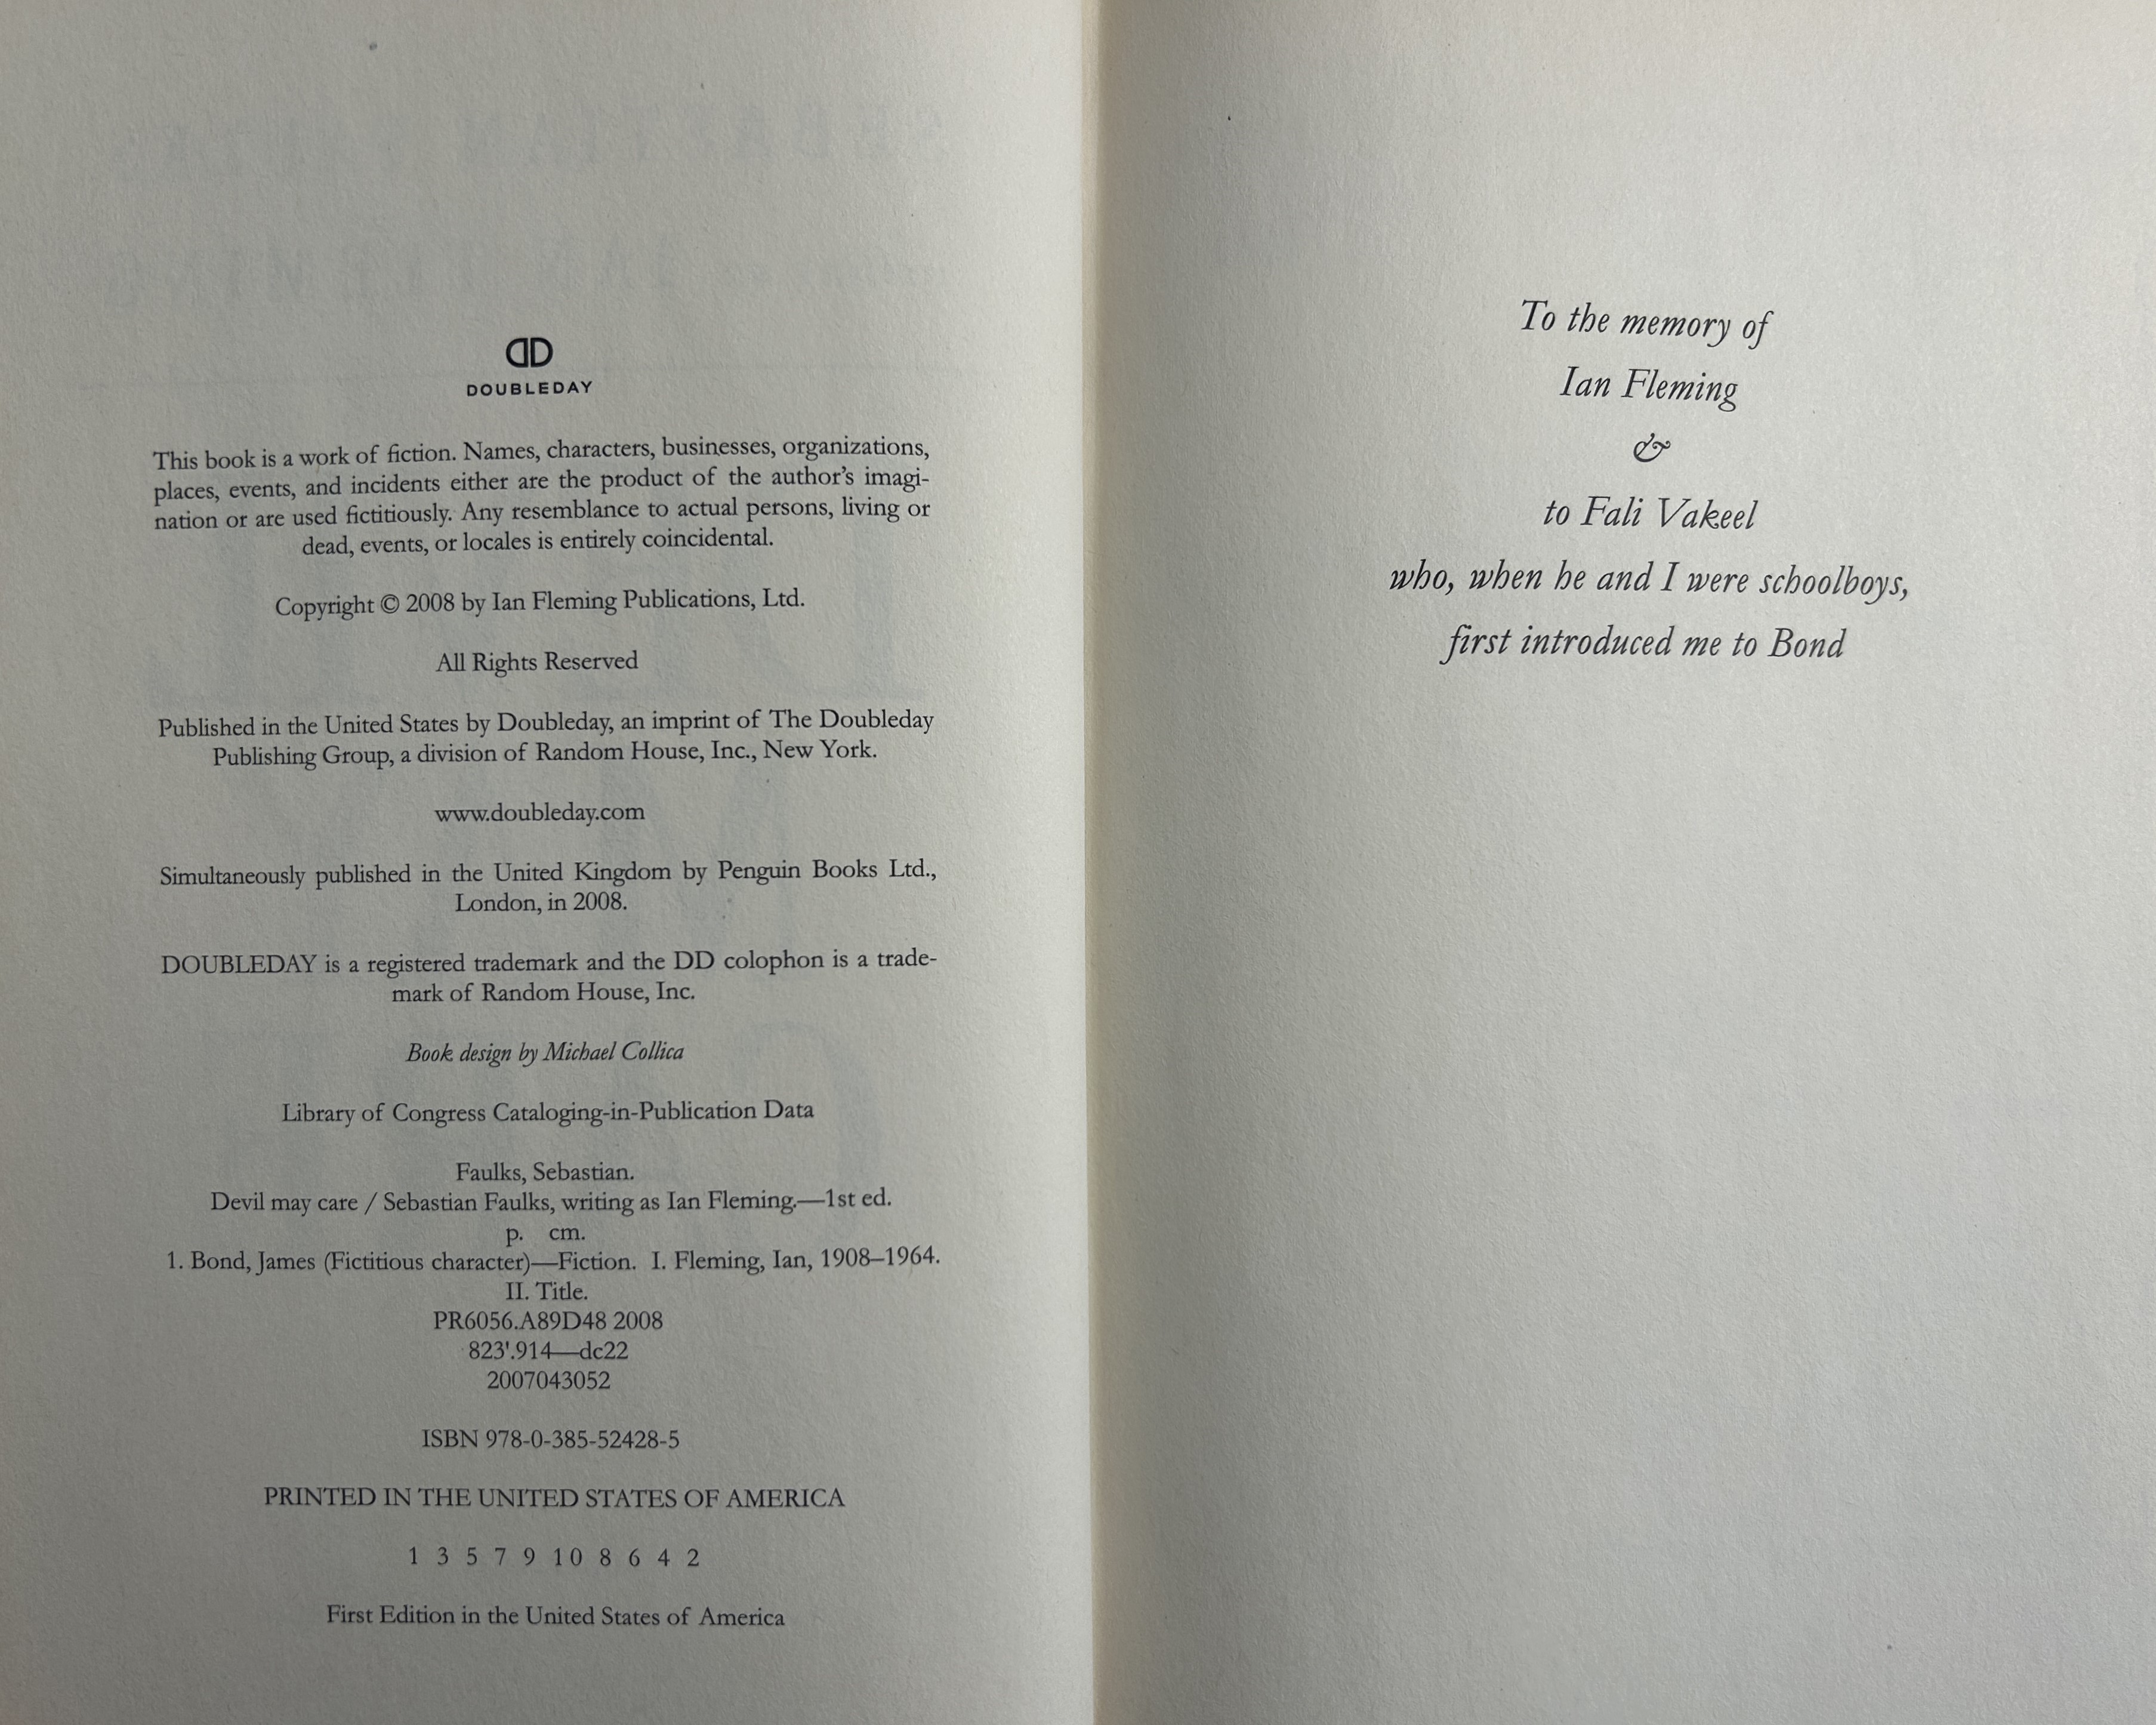 DD
DOUBLEDAY
This book is a work of fiction. Names, characters, businesses, organizations,
places, events, and incidents either are the product of the author’s imagi-
nation or are used fictitiously. Any resemblance to actual persons, living or
dead, events, or locales is entirely coincidental.
Copyright © 2008 by Ian Fleming Publications, Ltd.
All Rights Reserved
Published in the United States by Doubleday, an imprint of The Doubleday
Publishing Group, a division of Random House, Inc., New York.
www.doubleday.com
Simultaneously published in the United Kingdom by Penguin Books Ltd.,
London, in 2008.
DOUBLEDAY is a registered trademark and the DD colophon is a trade-
mark of Random House, Inc.
Book design by Michael Collica
Library of Congress Cataloging-in-Publication Data
Faulks, Sebastian.
Devil may care / Sebastian Faulks, writing as Ian Fleming.—1st ed.
p. cm.
1. Bond, James (Fictitious character)—Fiction. I. Fleming, Ian, 1908–1964.
II. Title.
PR6056.A89D48 2008
823'.914—dc22
2007043052
ISBN 978-0-385-52428-5
PRINTED IN THE UNITED STATES OF AMERICA
1 3 5 7 9 10 8 6 4 2
First Edition in the United States of America
To the memory of
Ian Fleming
&
to Fali Vakeel
who, when he and I were schoolboys,
first introduced me to Bond